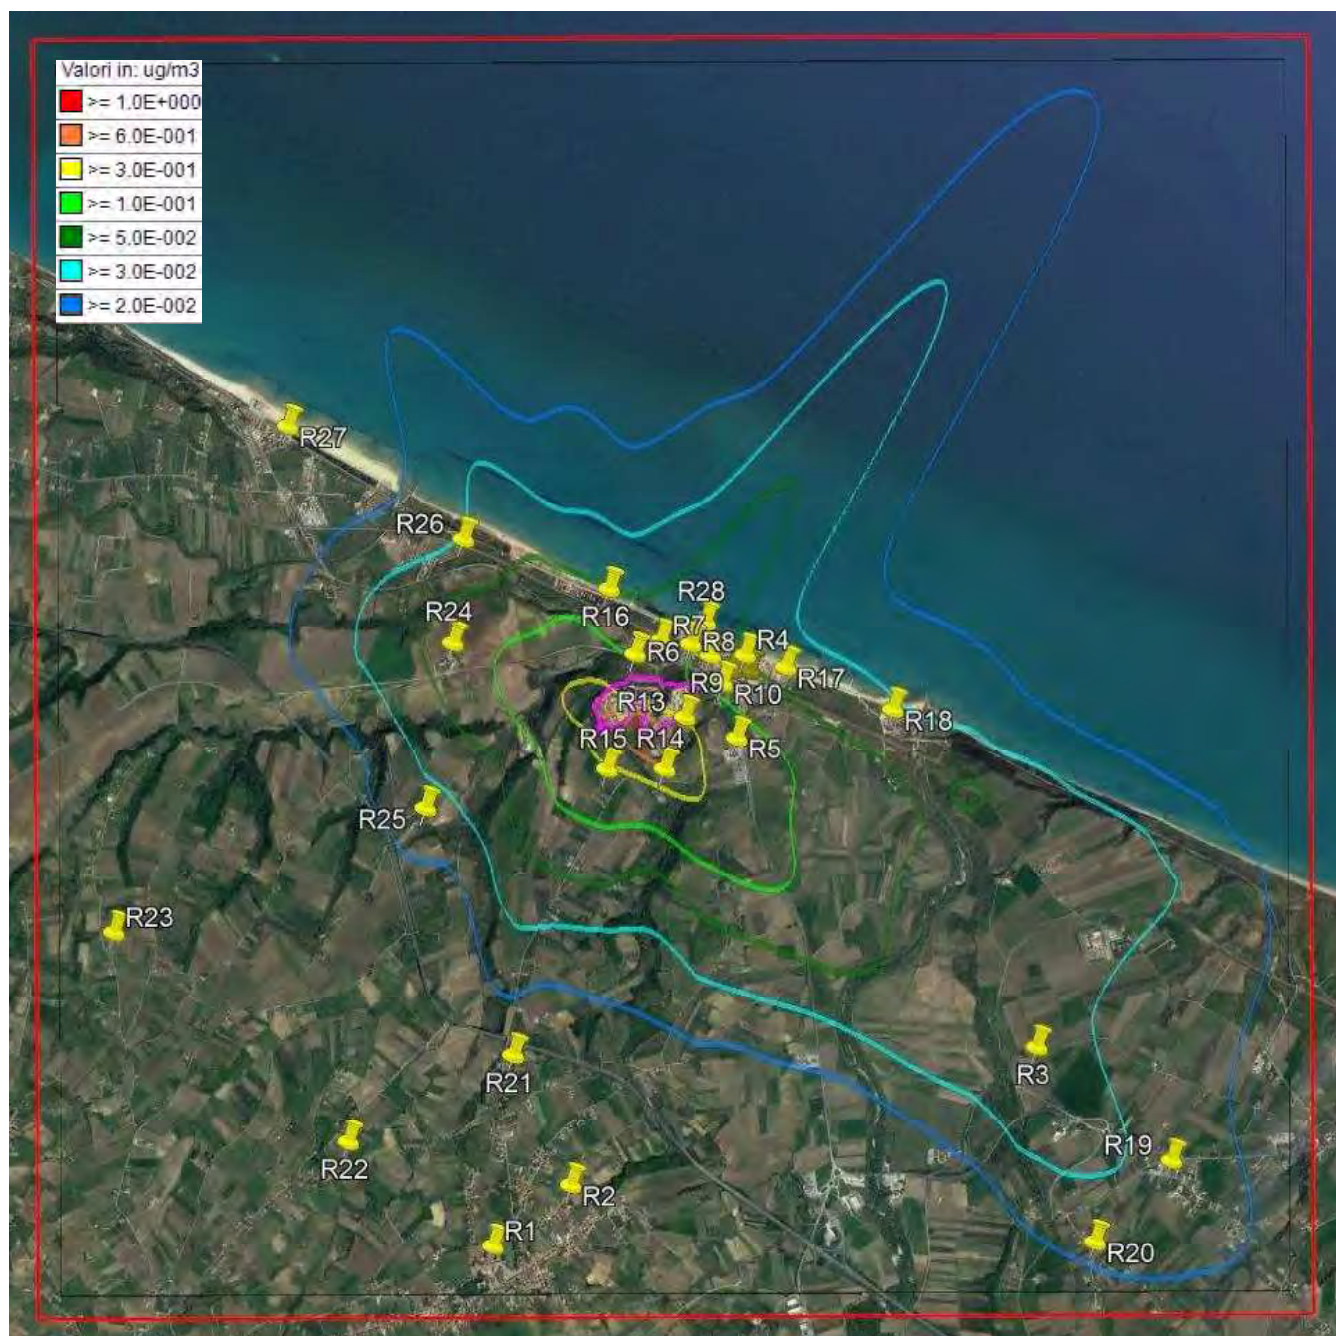 Valori in: ug/m3
>= 1.0E+000
>= 6.0E-001
>= 3.0E-001
>= 1.0E-001
>= 5.0E-002
>= 3.0E-002
>= 2.0E-002
R27
R26
R28
R16
R24
R7
R8
R4
R6
R9
R10
R17
R13
R18
R15
R14
R5
R25
R23
R3
R21
R19
R22
R2
R1
R20